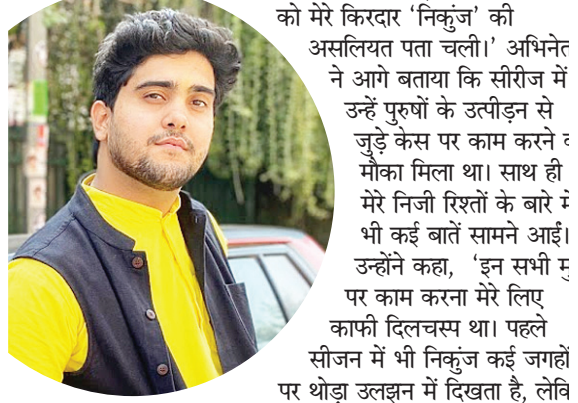 को मेरे किरदार ‘निकुंज’ की
असलियत पता चली।’
ने आगे बताया कि सीरीज में
उन्हें पुरुषों के उत्पीड़न से
जुड़े केस पर काम करने
मौका मिला था। साथ ही
मेरे निजी रिश्तों के बारे
भी कई बातें सामने आईं।
उन्होंने कहा, ‘इन सभी
पर काम करना मेरे लिए
काफी दिलचस्प था। पहले
सीजन में भी निकुंज कई जगहों
पर थोड़ा उलझन में दिखता है,